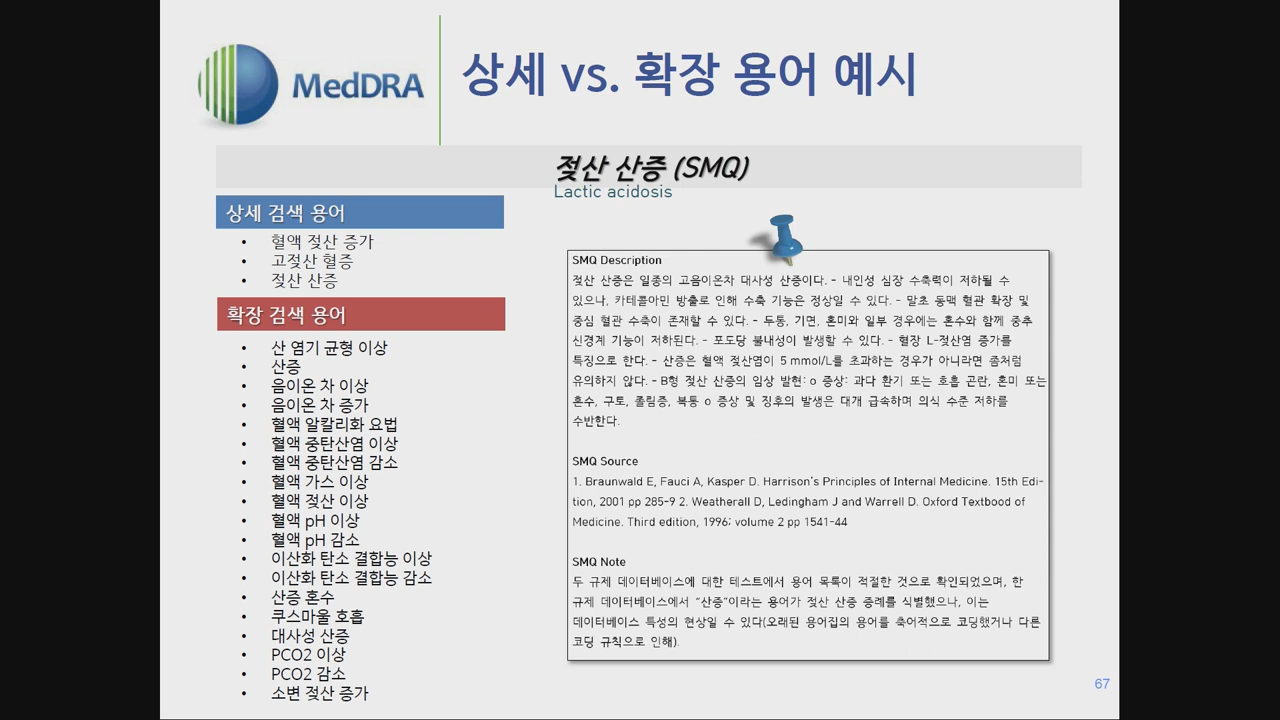 MedDRA
상세 vs. 확장 용어 예시
젖산 산증 (SMQ)
Lactic acidosis
상세 검색 용어
• 혈액 젖산 증가
• 고젖산 혈증
• 젖산 산증
확장 검색 용어
• 산 염기 균형 이상
• 산증
• 음이온 차 이상
• 음이온 차 증가
• 혈액 알칼리화 요법
• 혈액 중탄산염 이상
• 혈액 중탄산염 감소
• 혈액 가스 이상
• 혈액 젖산 이상
• 혈액 pH 이상
• 혈액 pH 감소
• 이산화 탄소 결합능 이상
• 이산화 탄소 결합능 감소
• 산증 혼수
• 쿠스마울 호흡
• 대사성 산증
• PCO2 이상
• PCO2 감소
• 소변 젖산 증가
SMQ Description
젖산 산증은 일종의 고음이온차 대사성 산증이다. - 내인성 심장 수축력이 저하될 수
있으나, 카테콜아민 방출로 인해 수축 기능은 정상일 수 있다. - 말초 동맥 혈관 확장 및
중심 혈관 수축이 존재할 수 있다. - 두통, 기면, 혼미와 일부 경우에는 혼수와 함께 중추
신경계 기능이 저하된다. - 포도당 불내성이 발생할 수 있다. - 혈장 L-젖산염 증가를
특징으로 한다. - 산증은 혈액 젖산염이 5 mmol/L를 초과하는 경우가 아니라면 좀처럼
유의하지 않다. - B형 젖산 산증의 임상 발현: o 증상: 과다 환기 또는 호흡 곤란, 혼미 또는
혼수, 구토, 졸림증, 복통 o 증상 및 징후의 발생은 대개 급속하며 의식 수준 저하를
수반한다.
SMQ Source
1. Braunwald E, Fauci A, Kasper D. Harrison's Principles of Internal Medicine. 15th Edi-
tion, 2001 pp 285-9 2. Weatherall D, Ledingham J and Warrell D. Oxford Textbood of
Medicine. Third edition, 1996; volume 2 pp 1541-44
SMQ Note
두 규제 데이터베이스에 대한 테스트에서 용어 목록이 적절한 것으로 확인되었으며, 한
규제 데이터베이스에서 "산증"이라는 용어가 젖산 산증 증례를 식별했으나, 이는
데이터베이스 특성의 현상일 수 있다(오래된 용어집의 용어를 축어적으로 코딩했거나 다른
코딩 규칙으로 인해).
67